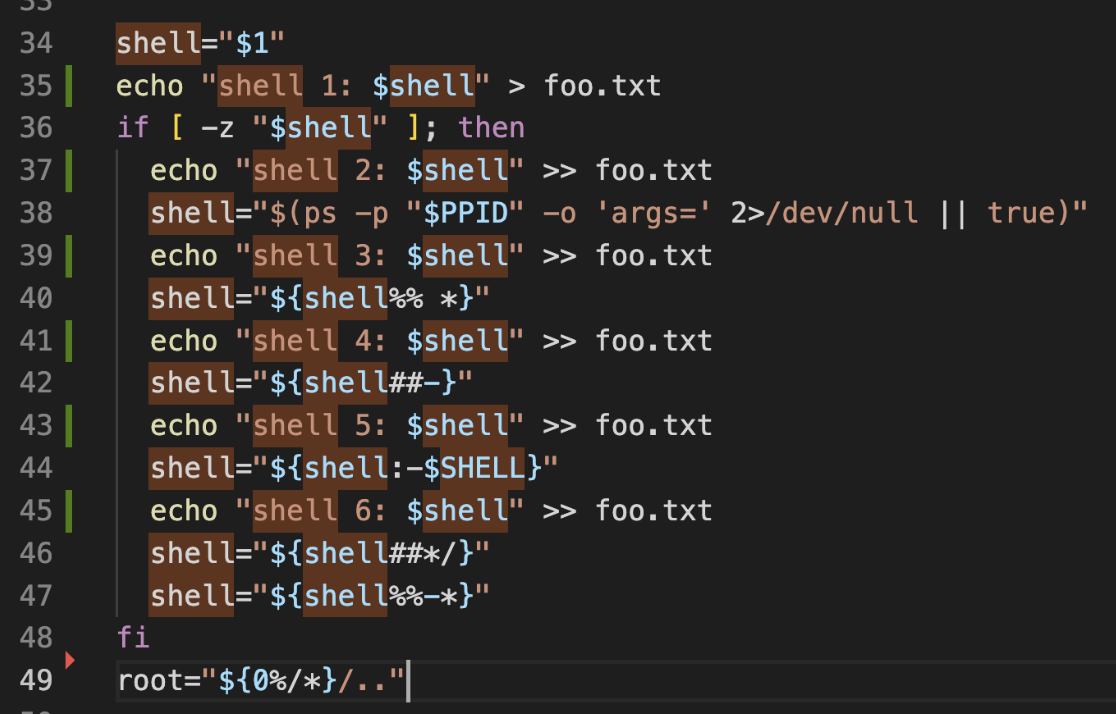 34 shell="$1"
35 echo "shell 1: $shell" > foo.txt
36 if [ -z "$shell" ]; then
37 echo "shell 2: $shell" >> foo.txt
38 shell="$(ps -p "$PPID" -o 'args=' 2>/dev/null || true)"
39 echo "shell 3: $shell" >> foo.txt
40 shell="${shell%% *}"
41 echo "shell 4: $shell" >> foo.txt
42 shell="${shell##-}"
43 echo "shell 5: $shell" >> foo.txt
44 shell="${shell:-$SHELL}"
45 echo "shell 6: $shell" >> foo.txt
46 shell="${shell##*/}"
47 shell="${shell%%-*}"
48 fi
49 root="${0%/*}/.."